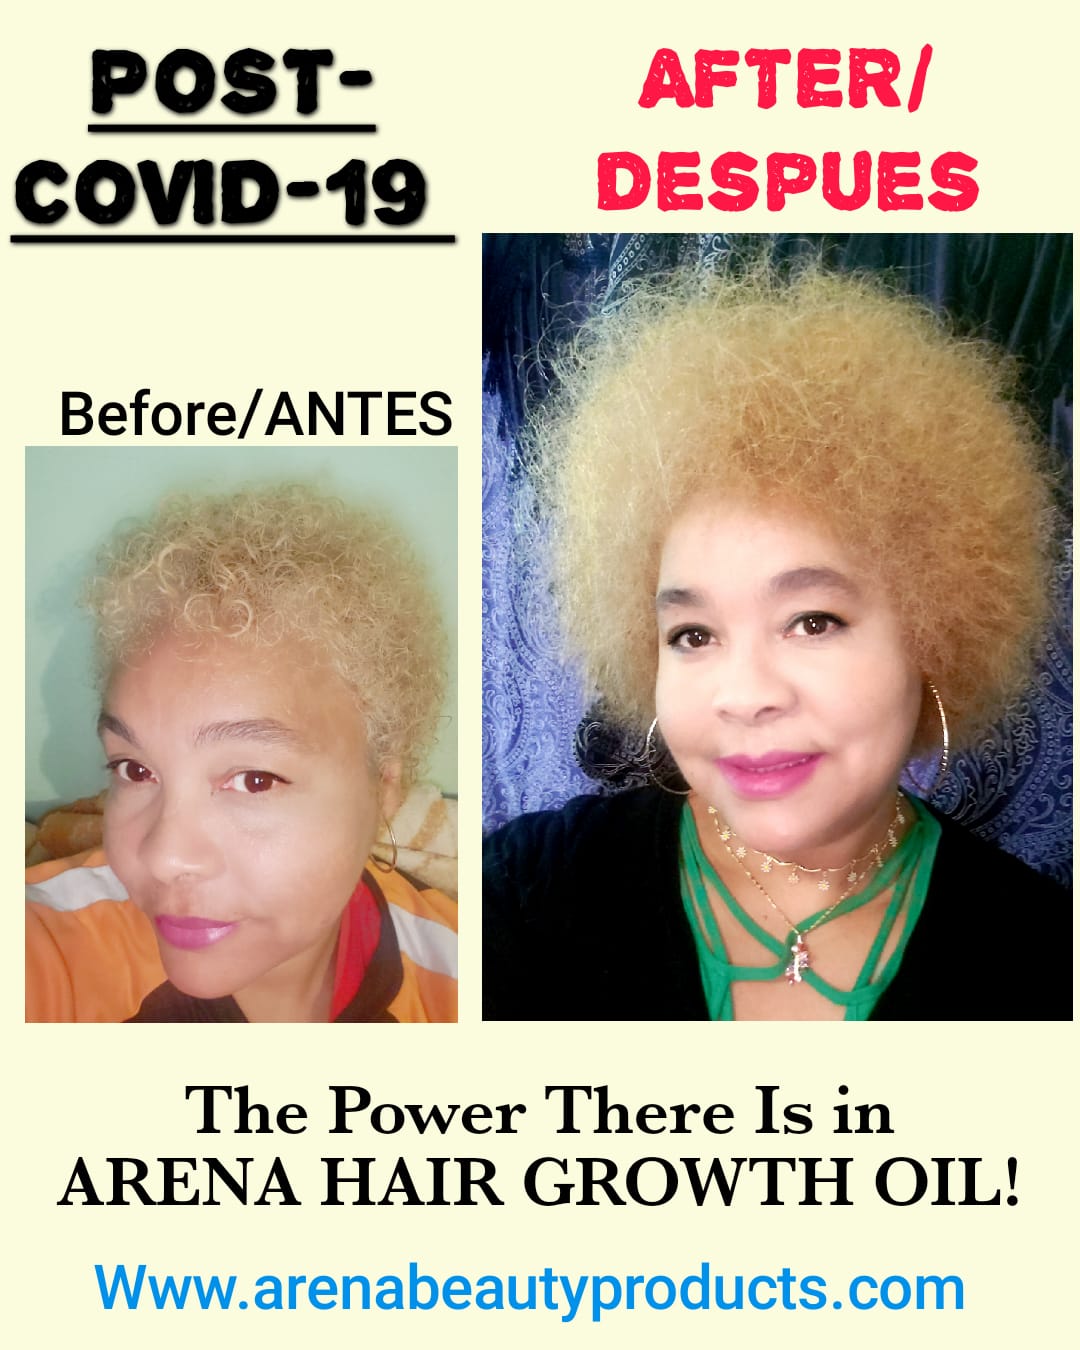 POST-
COVID-19
AFTER/
DESPUES
Before/ANTES
The Power There Is in
ARENA HAIR GROWTH OIL!
Www.arenabeautyproducts.com